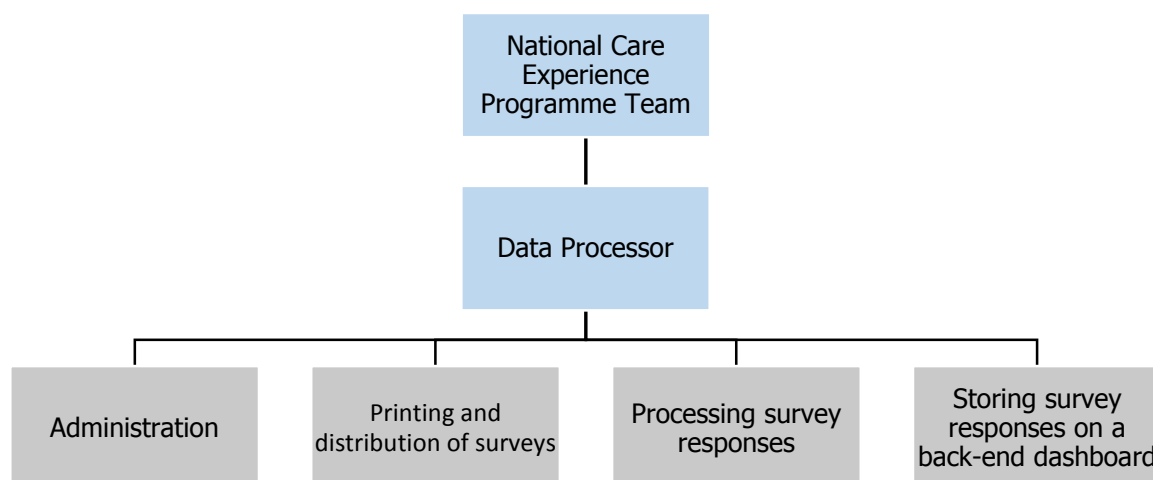 National Care
Experience
Programme Team
Data Processor
Administration
Printing and
distribution of surveys
Processing survey
responses
Storing survey
responses on a
back-end dashboard